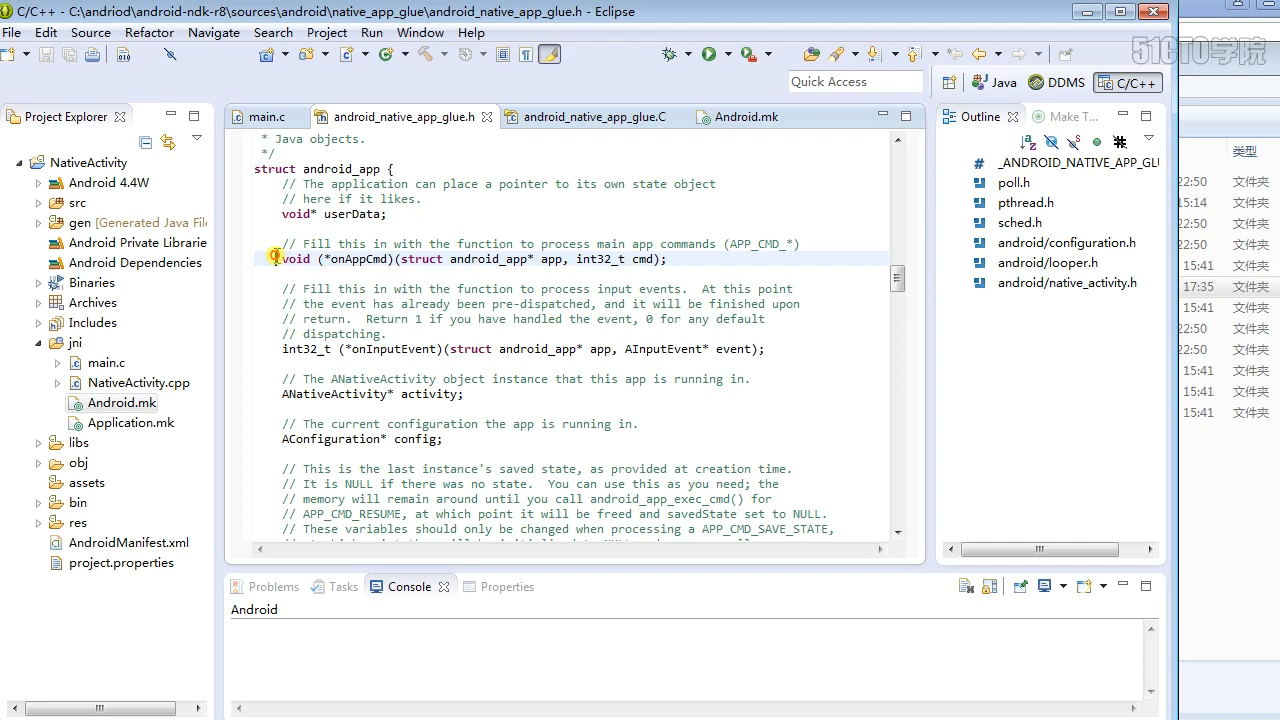 C/C++ - C:\andriod\android-ndk-r8\sources\android\native_app_glue\android_native_app_glue.h - Eclipse
File Edit Source Refactor Navigate Search Project Run Window Help
51CTO学院
Quick Access
Java DDMS C/C++
Project Explorer
NativeActivity
Android 4.4W
src
gen [Generated Java File
Android Private Librarie
Android Dependencies
Binaries
Archives
Includes
jni
main.c
NativeActivity.cpp
Android.mk
Application.mk
libs
obj
assets
bin
res
AndroidManifest.xml
project.properties
main.c android_native_app_glue.h android_native_app_glue.C Android.mk
* Java objects.
*/
struct android_app {
// The application can place a pointer to its own state object
// here if it likes.
void* userData;
// Fill this in with the function to process main app commands (APP_CMD_*)
void (*onAppCmd)(struct android_app* app, int32_t cmd);
// Fill this in with the function to process input events.  At this point
// the event has already been pre-dispatched, and it will be finished upon
// return.  Return 1 if you have handled the event, 0 for any default
// dispatching.
int32_t (*onInputEvent)(struct android_app* app, AInputEvent* event);
// The ANativeActivity object instance that this app is running in.
ANativeActivity* activity;
// The current configuration the app is running in.
AConfiguration* config;
// This is the last instance's saved state, as provided at creation time.
// It is NULL if there was no state.  You can use this as you need; the
// memory will remain around until you call android_app_exec_cmd() for
// APP_CMD_RESUME, at which point it will be freed and savedState set to NULL.
// These variables should only be changed when processing a APP_CMD_SAVE_STATE,
Outline Make T...
_ANDROID_NATIVE_APP_GLU
poll.h
pthread.h
sched.h
android/configuration.h
android/looper.h
android/native_activity.h
Problems Tasks Console Properties
Android
类型
22:50 文件夹
15:14 文件夹
22:50 文件夹
22:50 文件夹
15:41 文件夹
17:35 文件夹
15:41 文件夹
22:50 文件夹
22:50 文件夹
15:41 文件夹
15:41 文件夹
15:41 文件夹